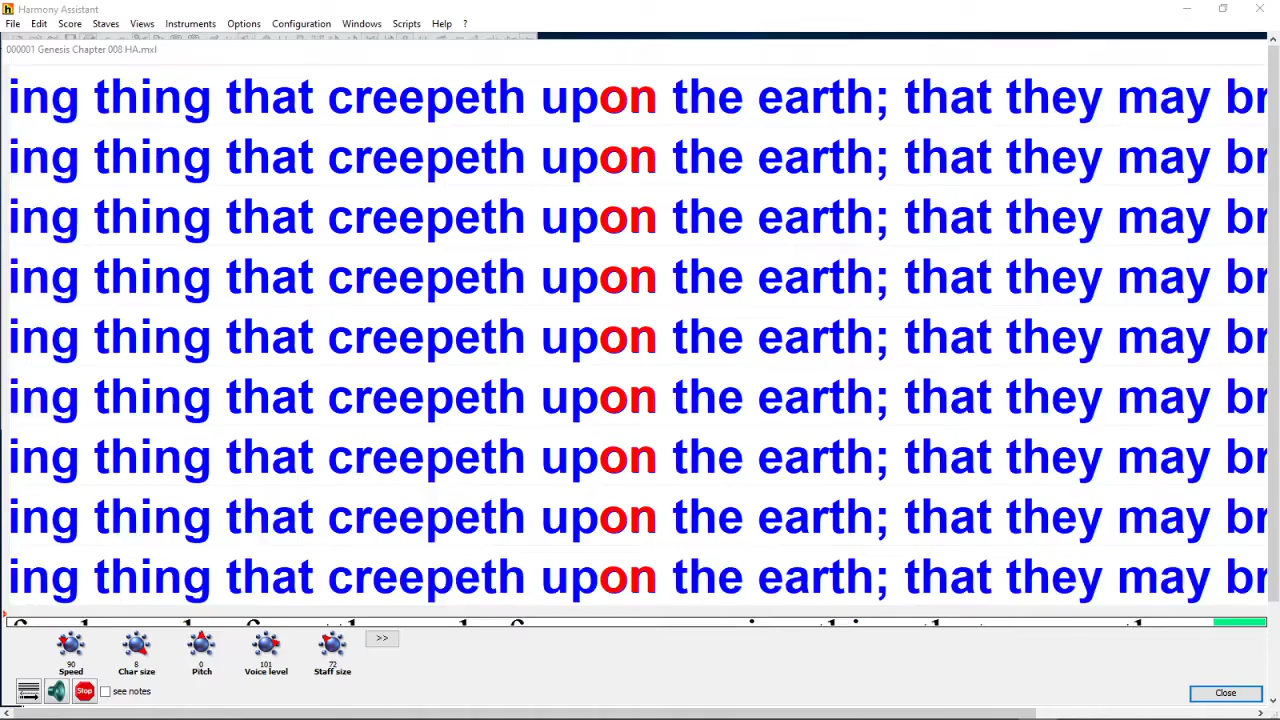 Harmony Assistant
File Edit Score Staves Views Instruments Options Configuration Windows Scripts Help ?
000001 Genesis Chapter 008 HA.mxl
ing thing that creepeth upon the earth; that they may br
ing thing that creepeth upon the earth; that they may br
ing thing that creepeth upon the earth; that they may br
ing thing that creepeth upon the earth; that they may br
ing thing that creepeth upon the earth; that they may br
ing thing that creepeth upon the earth; that they may br
ing thing that creepeth upon the earth; that they may br
ing thing that creepeth upon the earth; that they may br
ing thing that creepeth upon the earth; that they may br
>>
90 8 0 101 72
Speed Char size Pitch Voice level Staff size
Stop see notes Close